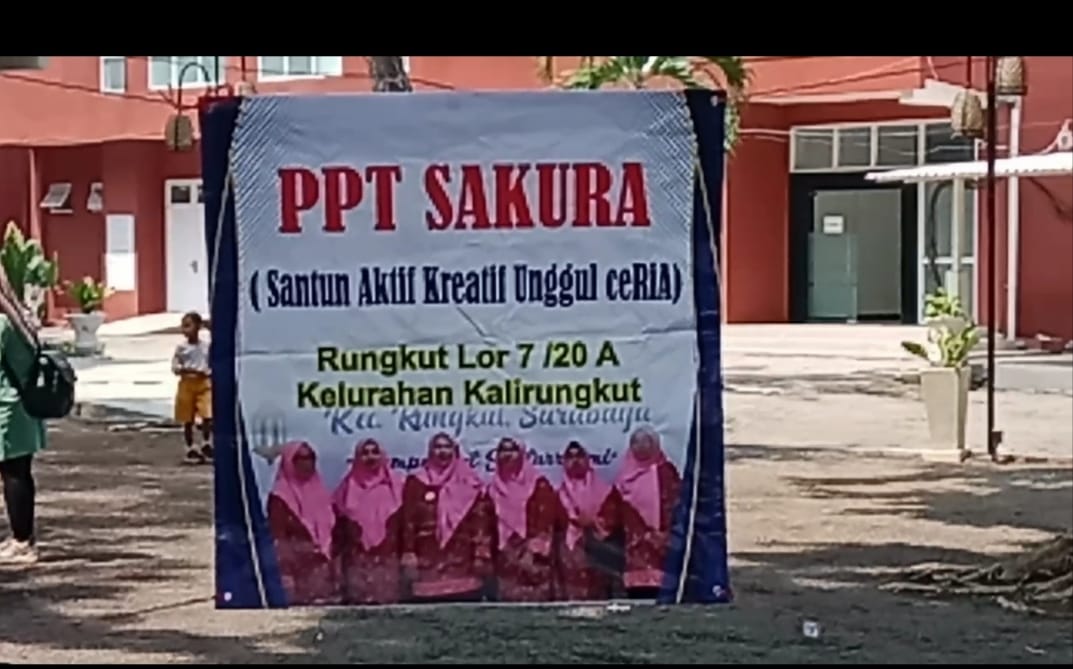 PPT SAKURA
( Santun Aktif Kreatif Unggul ceRiA)
Rungkut Lor 7 /20 A
Kelurahan Kalirungkut
Kec. Rungkut, Surabaya